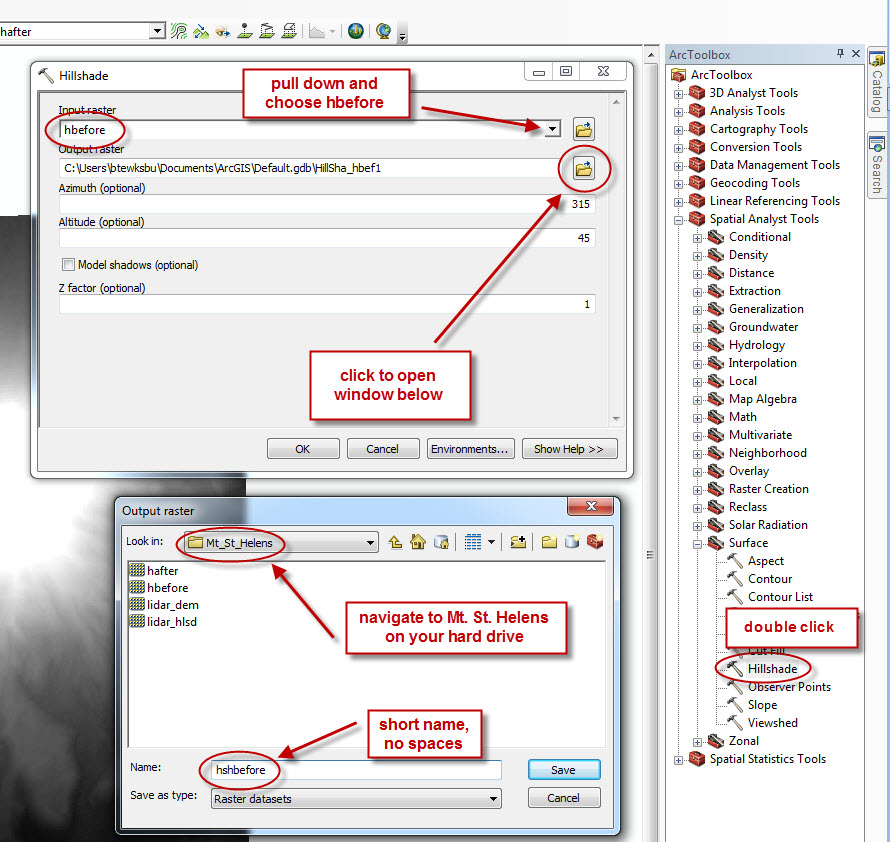 hafter
Hillshade
pull down and
choose hbefore
Input raster
hbefore
Output raster
C:\Users\btewksbu\Documents\ArcGIS\Default.gdb\HillSha_hbef1
Azimuth (optional)
315
Altitude (optional)
45
Model shadows (optional)
Z factor (optional)
1
click to open
window below
OK
Cancel
Environments...
Show Help >>
Output raster
Look in:
Mt_St_Helens
hafter
hbefore
lidar_dem
lidar_hlsd
navigate to Mt. St. Helens
on your hard drive
short name,
no spaces
Name:
hshbefore
Save
Save as type:
Raster datasets
Cancel
ArcToolbox
ArcToolbox
3D Analyst Tools
Analysis Tools
Cartography Tools
Conversion Tools
Data Management Tools
Geocoding Tools
Linear Referencing Tools
Spatial Analyst Tools
Conditional
Density
Distance
Extraction
Generalization
Groundwater
Hydrology
Interpolation
Local
Map Algebra
Math
Multivariate
Neighborhood
Overlay
Raster Creation
Reclass
Solar Radiation
Surface
Aspect
Contour
Contour List
double click
Cut Fill
Hillshade
Observer Points
Slope
Viewshed
Zonal
Spatial Statistics Tools
Catalog
Search